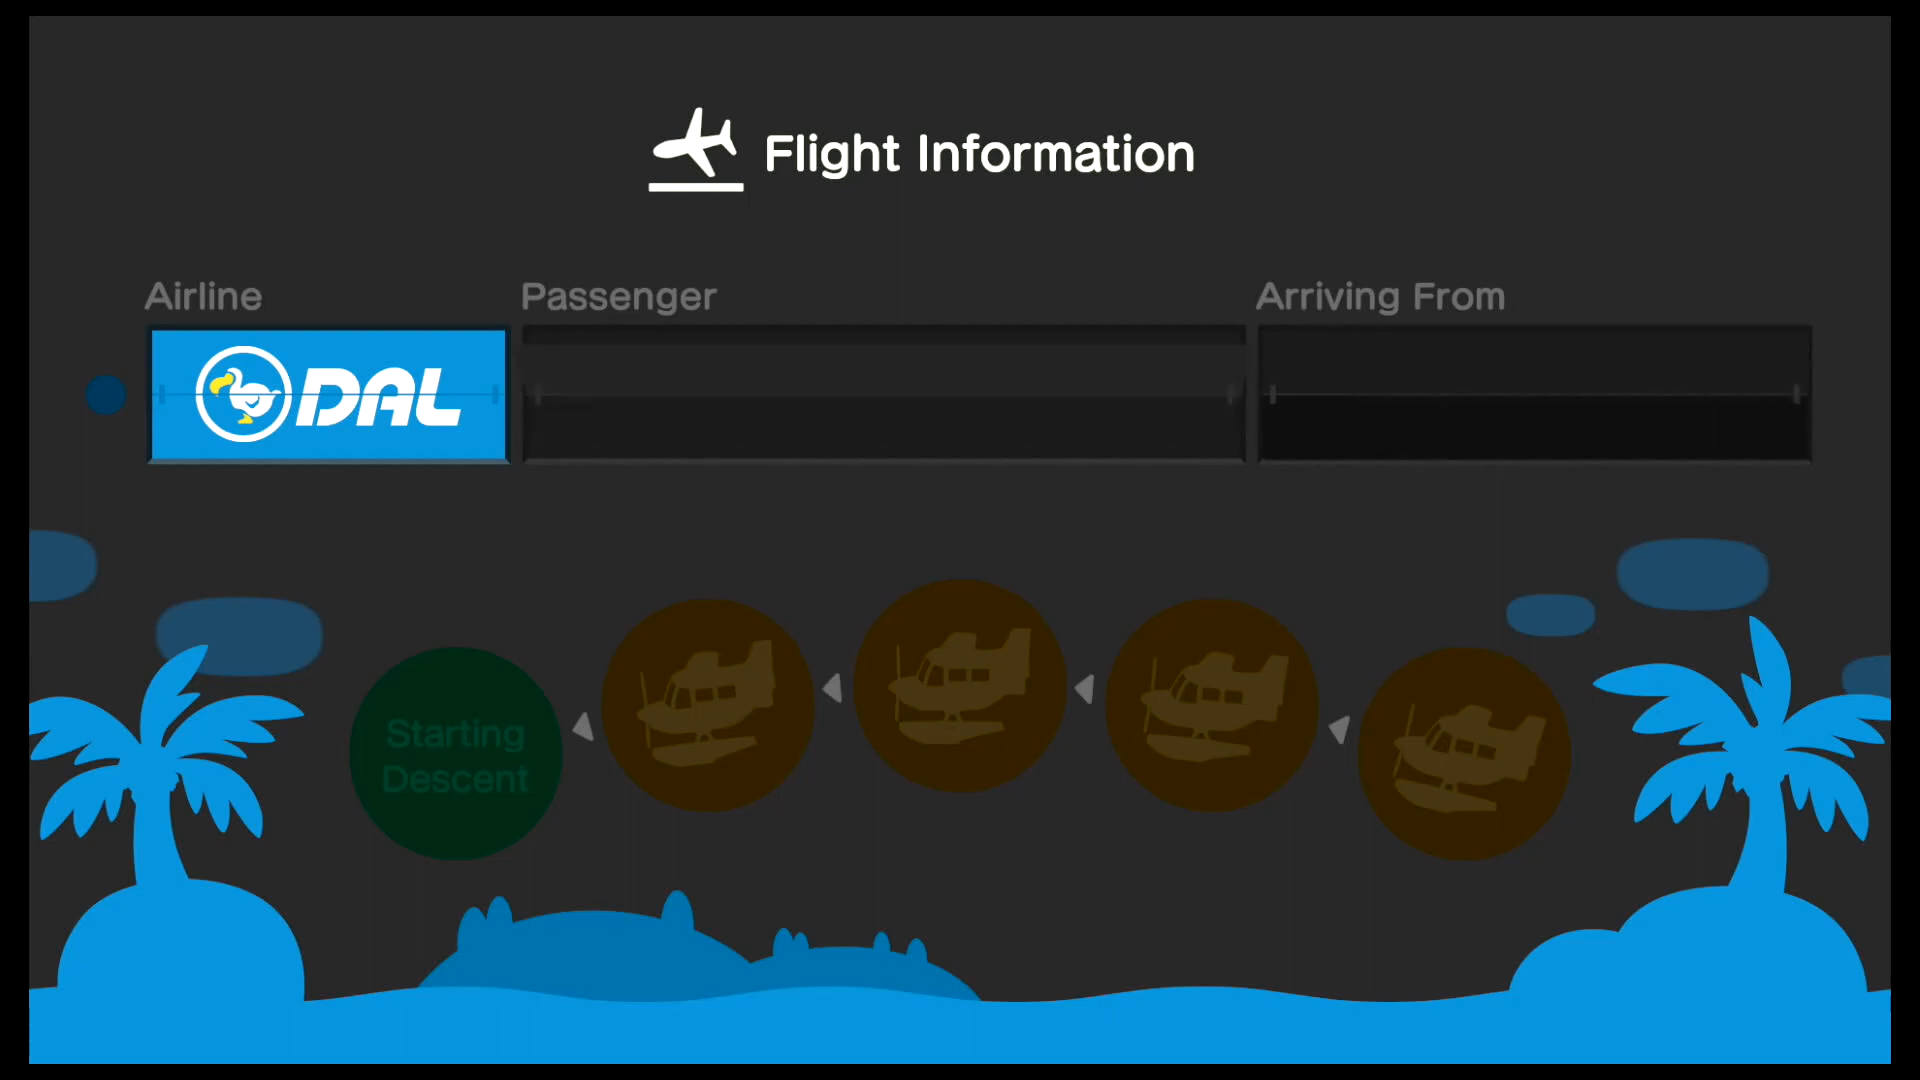 Flight Information
Airline
Passenger
Arriving From
DAL
Starting
Descent